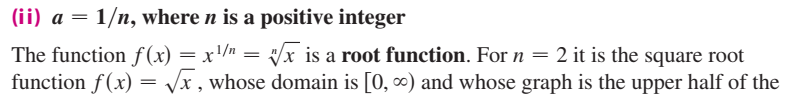 (ii) a = 1/n, where n is a positive integer
The function f(x) = x^{1/n} = \sqrt[n]{x} is a root function. For n = 2 it is the square root
function f(x) = √x , whose domain is [0, ∞) and whose graph is the upper half of the